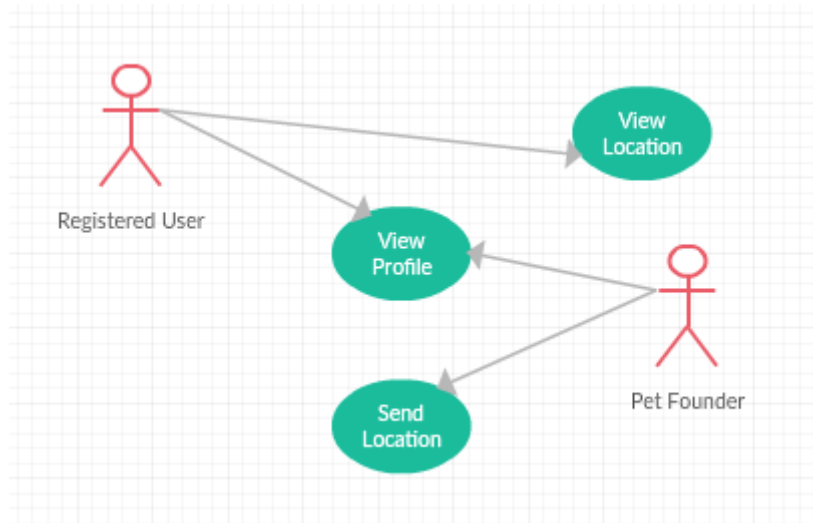 View
Location
Registered User
View
Profile
Pet Founder
Send
Location